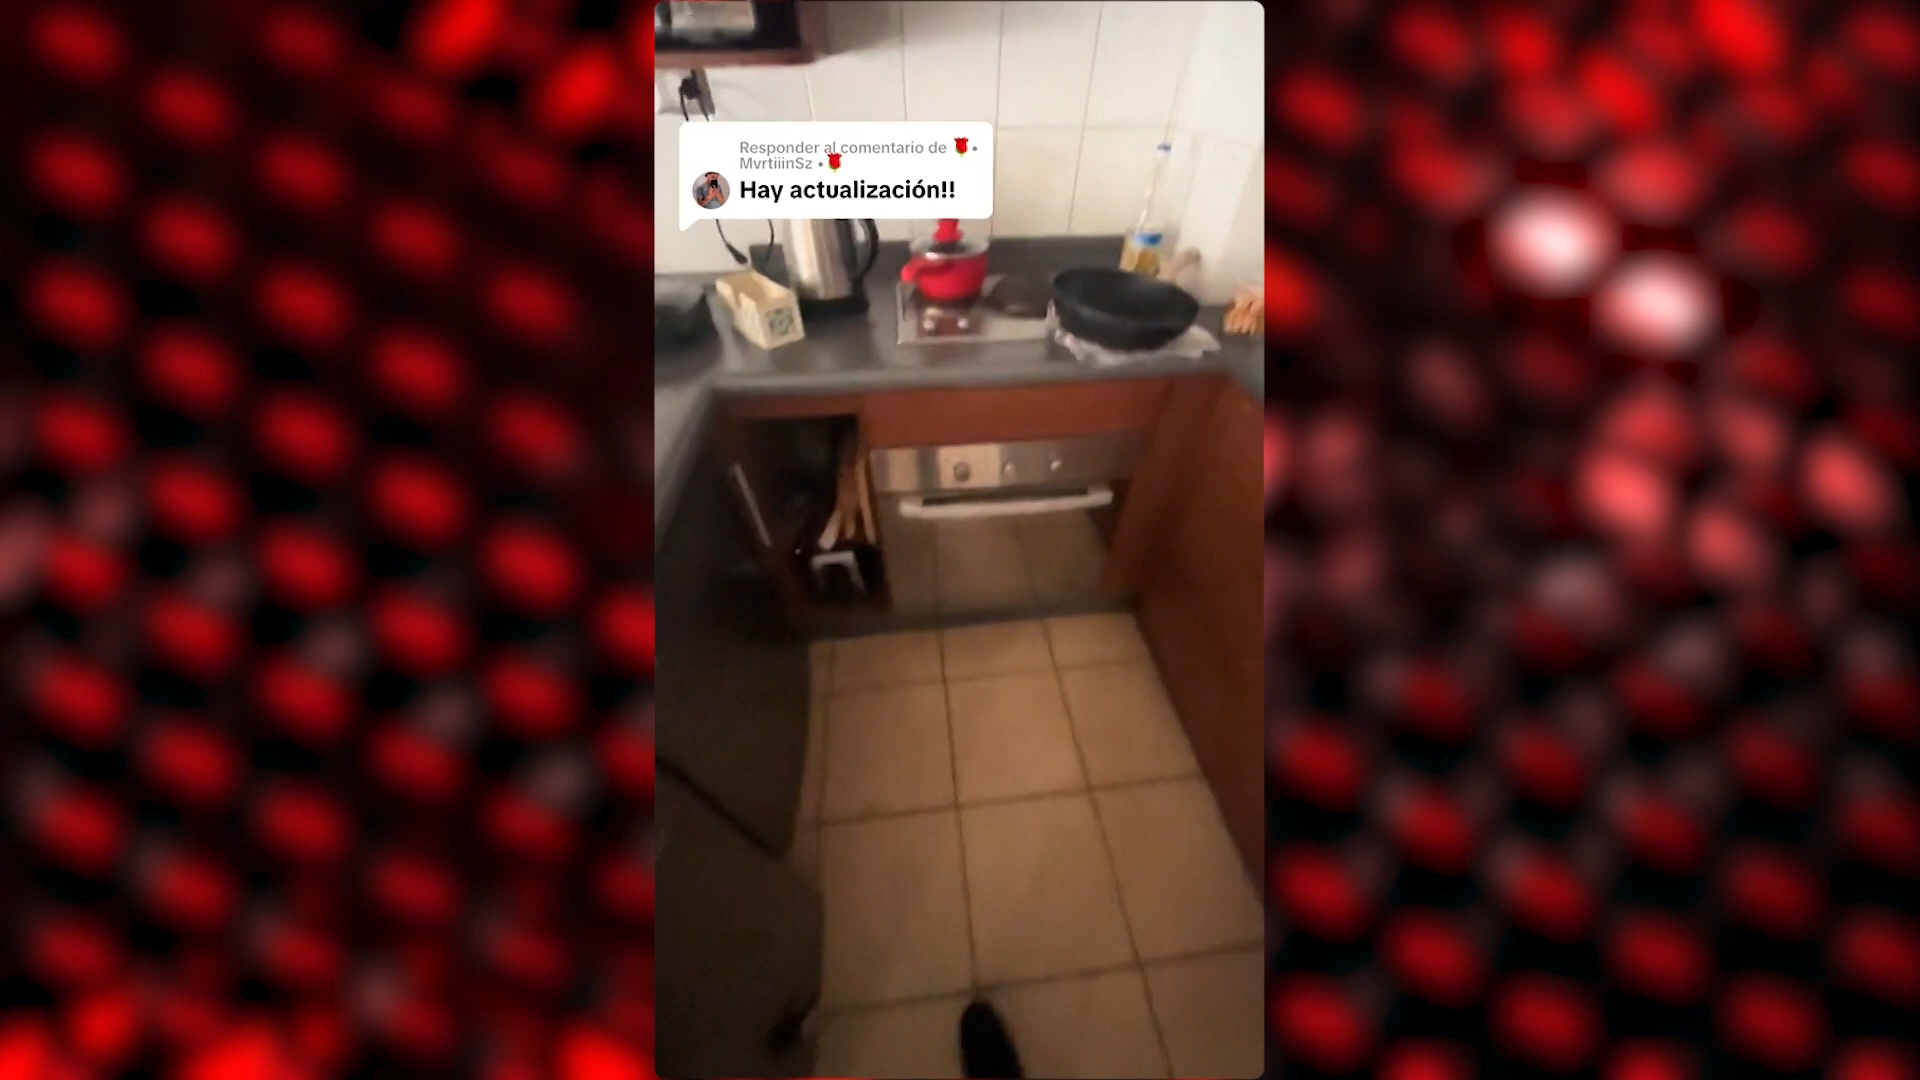 Responder al comentario de 🌹•
MvrtiiinSz •🌹
Hay actualización!!